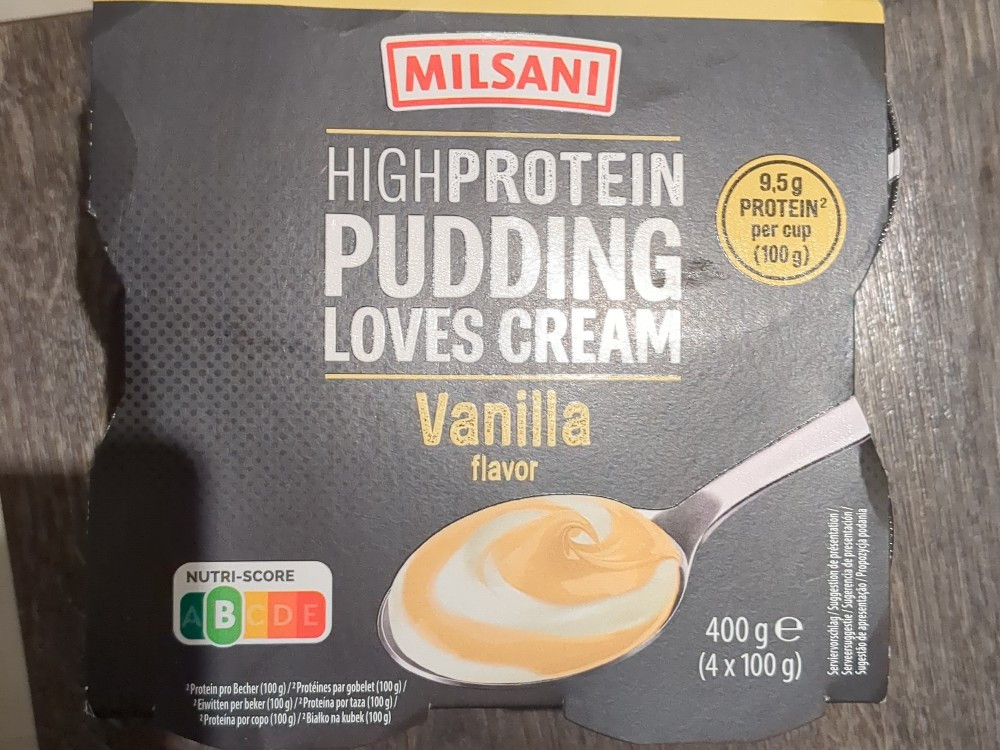 MILSANI
HIGHPROTEIN
PUDDING
LOVES CREAM
Vanilla
flavor
9,5 g
PROTEIN²
per cup
(100 g)
NUTRI-SCORE
A B C D E
400 g e
(4 x 100 g)
²Protein pro Becher (100 g) / ²Protéines par gobelet (100 g) /
²Eiwitten per beker (100 g) / ²Proteína por taza (100 g) /
²Proteína por copo (100 g) / ²Białko na kubek (100 g)
Serviervorschlag / Suggestion de présentation /
Serveersuggestie / Sugerencia de presentación /
Sugestão de apresentação / Propozycja podania